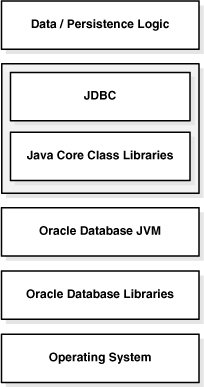 Data / Persistence Logic
JDBC
Java Core Class Libraries
Oracle Database JVM
Oracle Database Libraries
Operating System